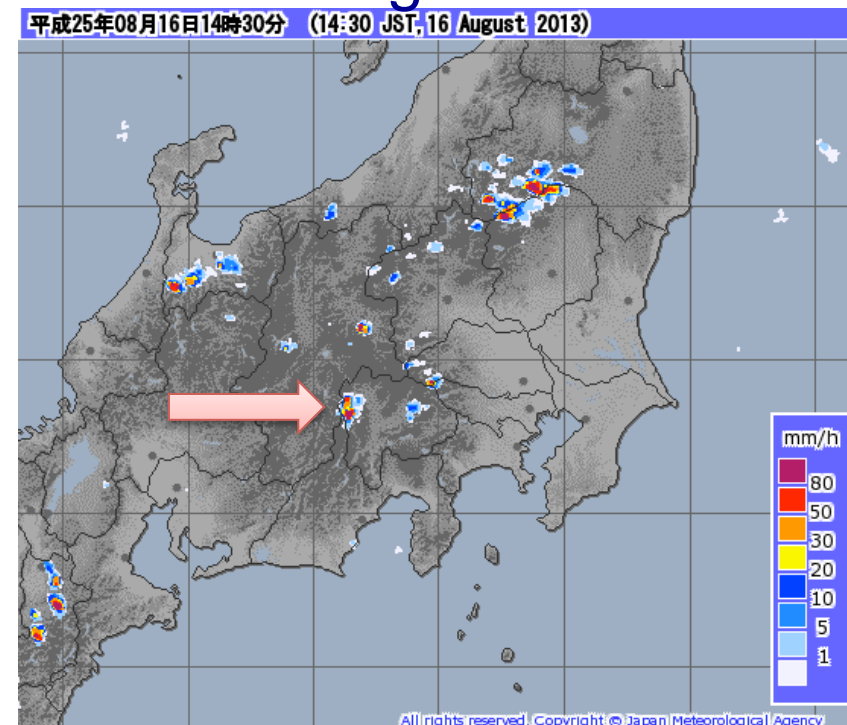 平成25年08月16日14時30分 (14:30 JST, 16 August 2013)
mm/h
80
50
30
20
10
5
1
All rights reserved. Copyright © Japan Meteorological Agency